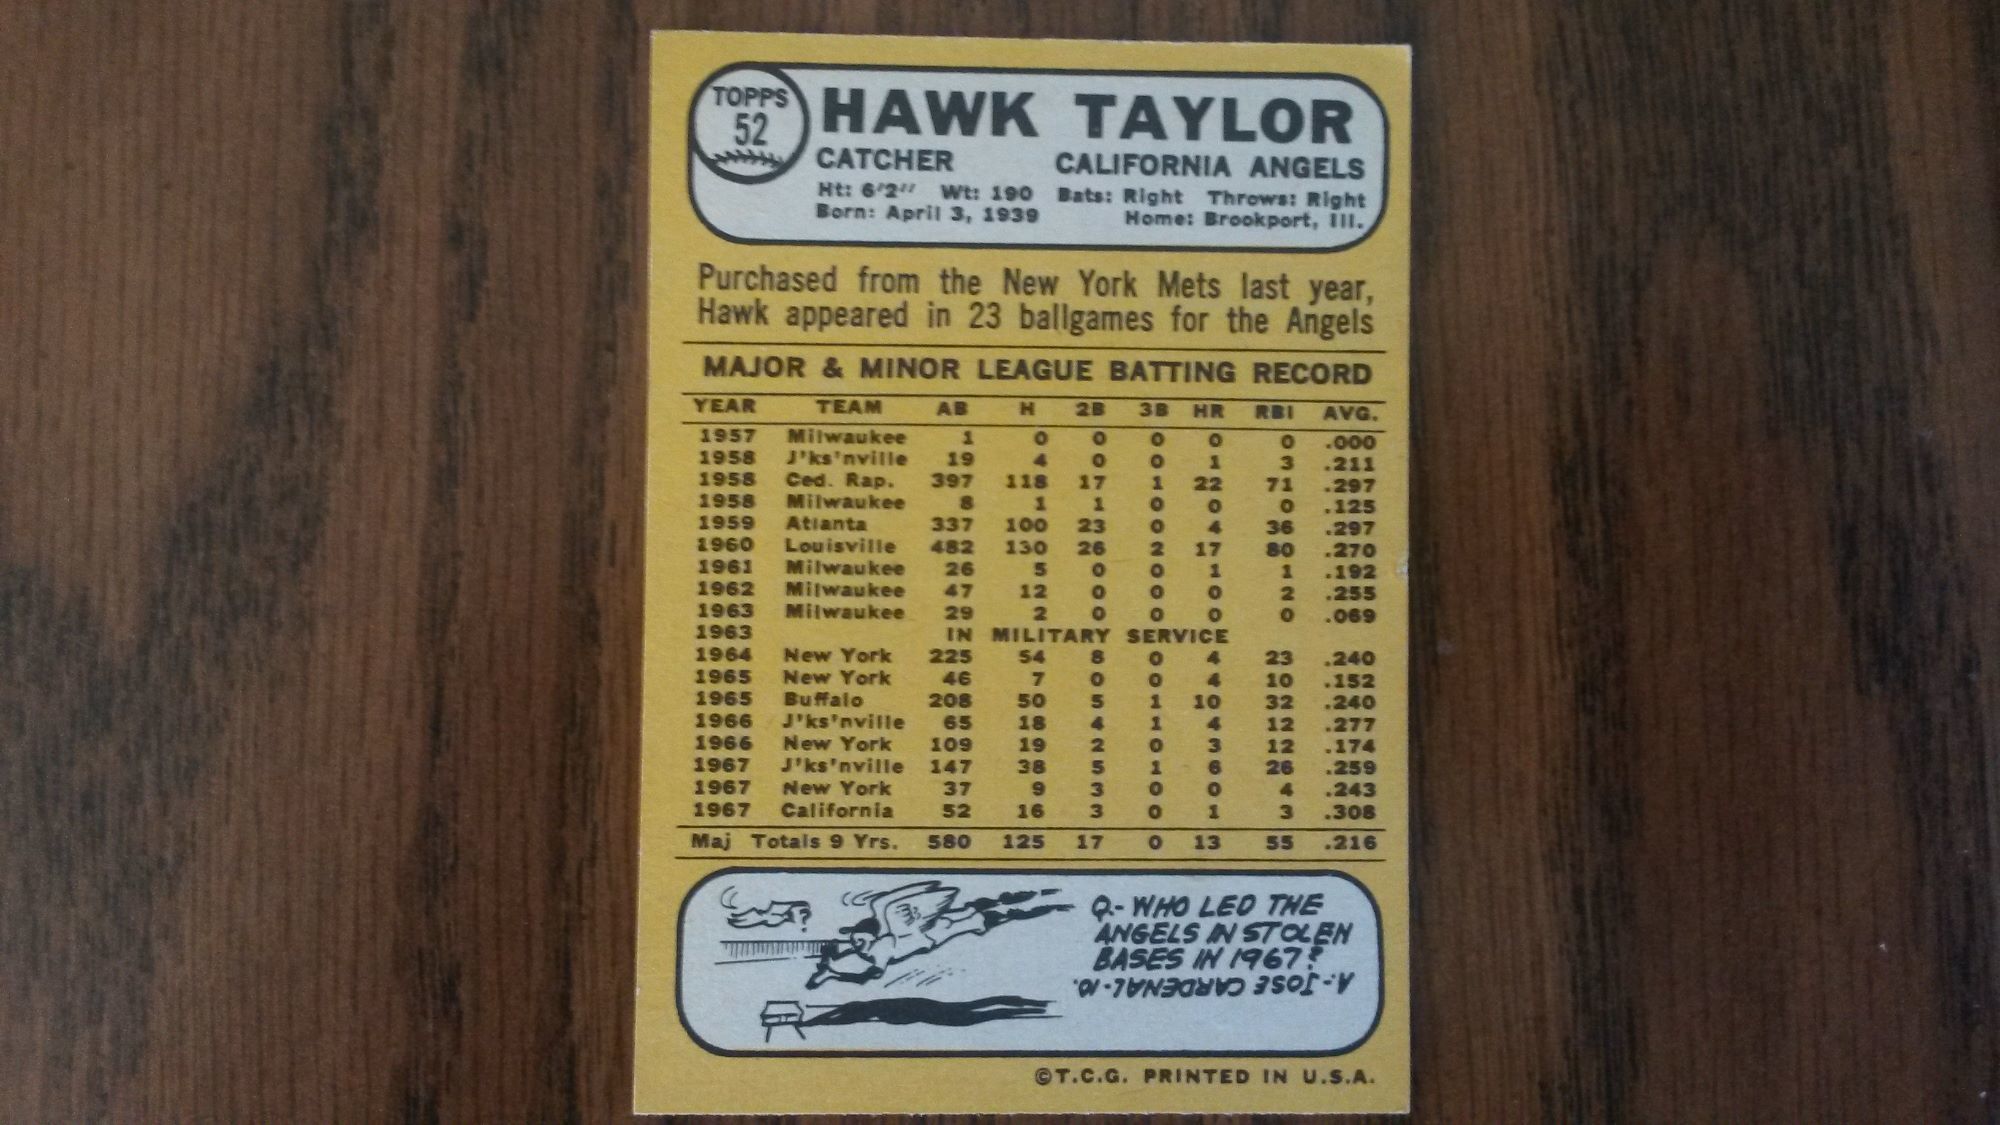 TOPPS
52
HAWK TAYLOR
CATCHER CALIFORNIA ANGELS
Ht: 6'2" Wt: 190 Bats: Right Throws: Right
Born: April 3, 1939 Home: Brookport, Ill.
Purchased from the New York Mets last year,
Hawk appeared in 23 ballgames for the Angels
MAJOR & MINOR LEAGUE BATTING RECORD
YEAR TEAM AB H 2B 3B HR RBI AVG.
1957 Milwaukee 1 0 0 0 0 0 .000
1958 J'ks'nville 19 4 0 0 1 3 .211
1958 Ced. Rap. 397 118 17 1 22 71 .297
1958 Milwaukee 8 1 1 0 0 0 .125
1959 Atlanta 337 100 23 0 4 36 .297
1960 Louisville 482 130 26 2 17 80 .270
1961 Milwaukee 26 5 0 0 1 1 .192
1962 Milwaukee 47 12 0 0 0 2 .255
1963 Milwaukee 29 2 0 0 0 0 .069
1963 IN MILITARY SERVICE
1964 New York 225 54 8 0 4 23 .240
1965 New York 46 7 0 0 4 10 .152
1965 Buffalo 208 50 5 1 10 32 .240
1966 J'ks'nville 65 18 4 1 4 12 .277
1966 New York 109 19 2 0 3 12 .174
1967 J'ks'nville 147 38 5 1 6 26 .259
1967 New York 37 9 3 0 0 4 .243
1967 California 52 16 3 0 1 3 .308
Maj Totals 9 Yrs. 580 125 17 0 13 55 .216
?
Q.- WHO LED THE
ANGELS IN STOLEN
BASES IN 1967?
A.- JOSE CARDENAL-10.
©T.C.G. PRINTED IN U.S.A.